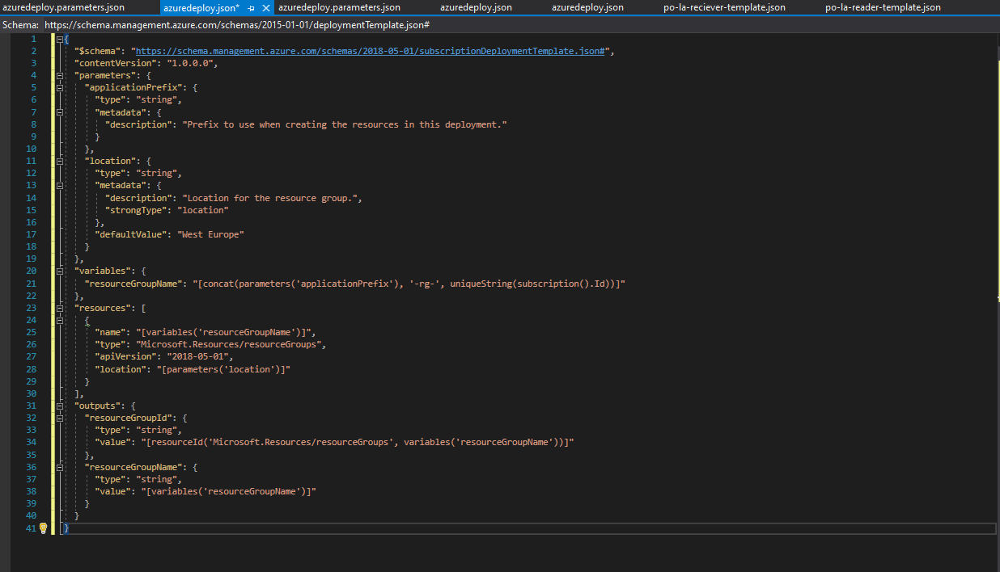 azuredeploy.parameters.json azuredeploy.json* azuredeploy.parameters.json azuredeploy.json azuredeploy.json po-la-reciever-template.json po-la-reader-template.json
Schema: https://schema.management.azure.com/schemas/2015-01-01/deploymentTemplate.json#
1 {
2 "$schema": "https://schema.management.azure.com/schemas/2018-05-01/subscriptionDeploymentTemplate.json#",
3 "contentVersion": "1.0.0.0",
4 "parameters": {
5 "applicationPrefix": {
6 "type": "string",
7 "metadata": {
8 "description": "Prefix to use when creating the resources in this deployment."
9 }
10 },
11 "location": {
12 "type": "string",
13 "metadata": {
14 "description": "Location for the resource group.",
15 "strongType": "location"
16 },
17 "defaultValue": "West Europe"
18 }
19 },
20 "variables": {
21 "resourceGroupName": "[concat(parameters('applicationPrefix'), '-rg-', uniqueString(subscription().Id))]"
22 },
23 "resources": [
24 {
25 "name": "[variables('resourceGroupName')]",
26 "type": "Microsoft.Resources/resourceGroups",
27 "apiVersion": "2018-05-01",
28 "location": "[parameters('location')]"
29 }
30 ],
31 "outputs": {
32 "resourceGroupId": {
33 "type": "string",
34 "value": "[resourceId('Microsoft.Resources/resourceGroups', variables('resourceGroupName'))]"
35 },
36 "resourceGroupName": {
37 "type": "string",
38 "value": "[variables('resourceGroupName')]"
39 }
40 }
41 }